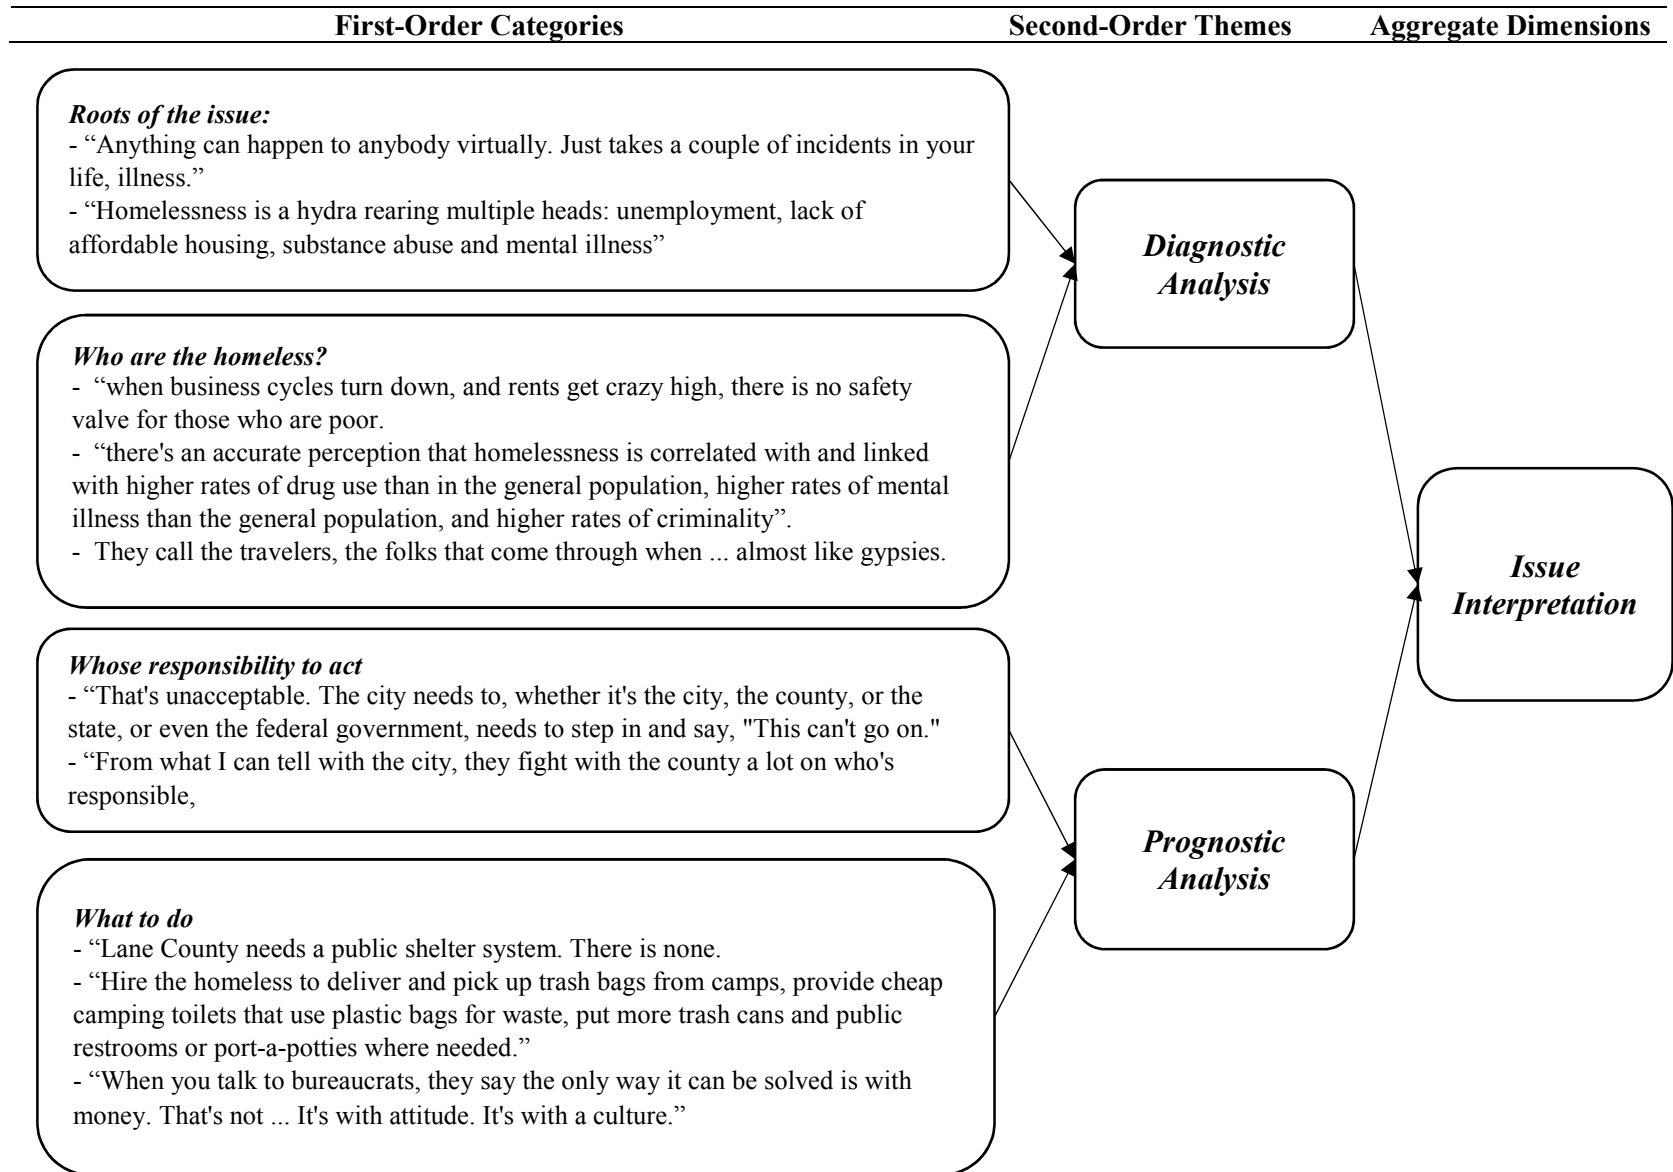 First-Order Categories Second-Order Themes Aggregate Dimensions
Roots of the issue:
- “Anything can happen to anybody virtually. Just takes a couple of incidents in your
life, illness.”
- “Homelessness is a hydra rearing multiple heads: unemployment, lack of
affordable housing, substance abuse and mental illness”
Who are the homeless?
- “when business cycles turn down, and rents get crazy high, there is no safety
valve for those who are poor.
- “there's an accurate perception that homelessness is correlated with and linked
with higher rates of drug use than in the general population, higher rates of mental
illness than the general population, and higher rates of criminality”.
- They call the travelers, the folks that come through when ... almost like gypsies.
Whose responsibility to act
- “That's unacceptable. The city needs to, whether it's the city, the county, or the
state, or even the federal government, needs to step in and say, "This can't go on."
- “From what I can tell with the city, they fight with the county a lot on who's
responsible,
What to do
- “Lane County needs a public shelter system. There is none.
- “Hire the homeless to deliver and pick up trash bags from camps, provide cheap
camping toilets that use plastic bags for waste, put more trash cans and public
restrooms or port-a-potties where needed.”
- “When you talk to bureaucrats, they say the only way it can be solved is with
money. That's not ... It's with attitude. It's with a culture.”
Diagnostic
Analysis
Prognostic
Analysis
Issue
Interpretation